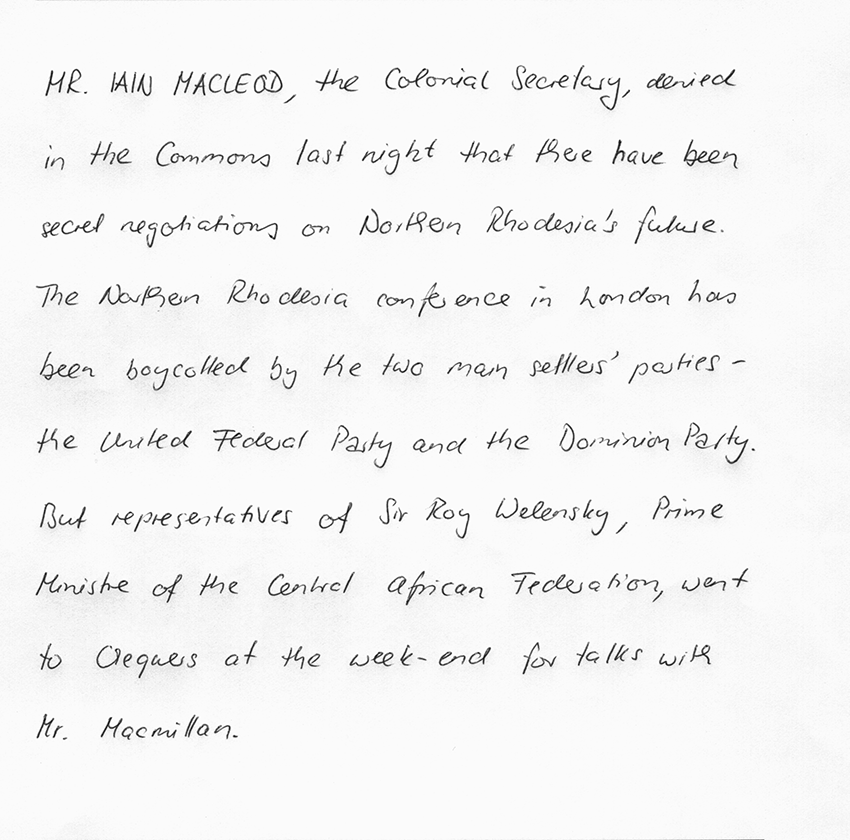 MR. IAIN MACLEOD, the Colonial Secretary, denied
in the Commons last night that there have been
secret negotiations on Northern Rhodesia's future.
The Northern Rhodesia conference in London has
been boycotted by the two main settlers' parties -
the United Federal Party and the Dominion Party.
But representatives of Sir Roy Welensky, Prime
Minister of the Central African Federation, went
to Chequers at the week-end for talks with
Mr. Macmillan.